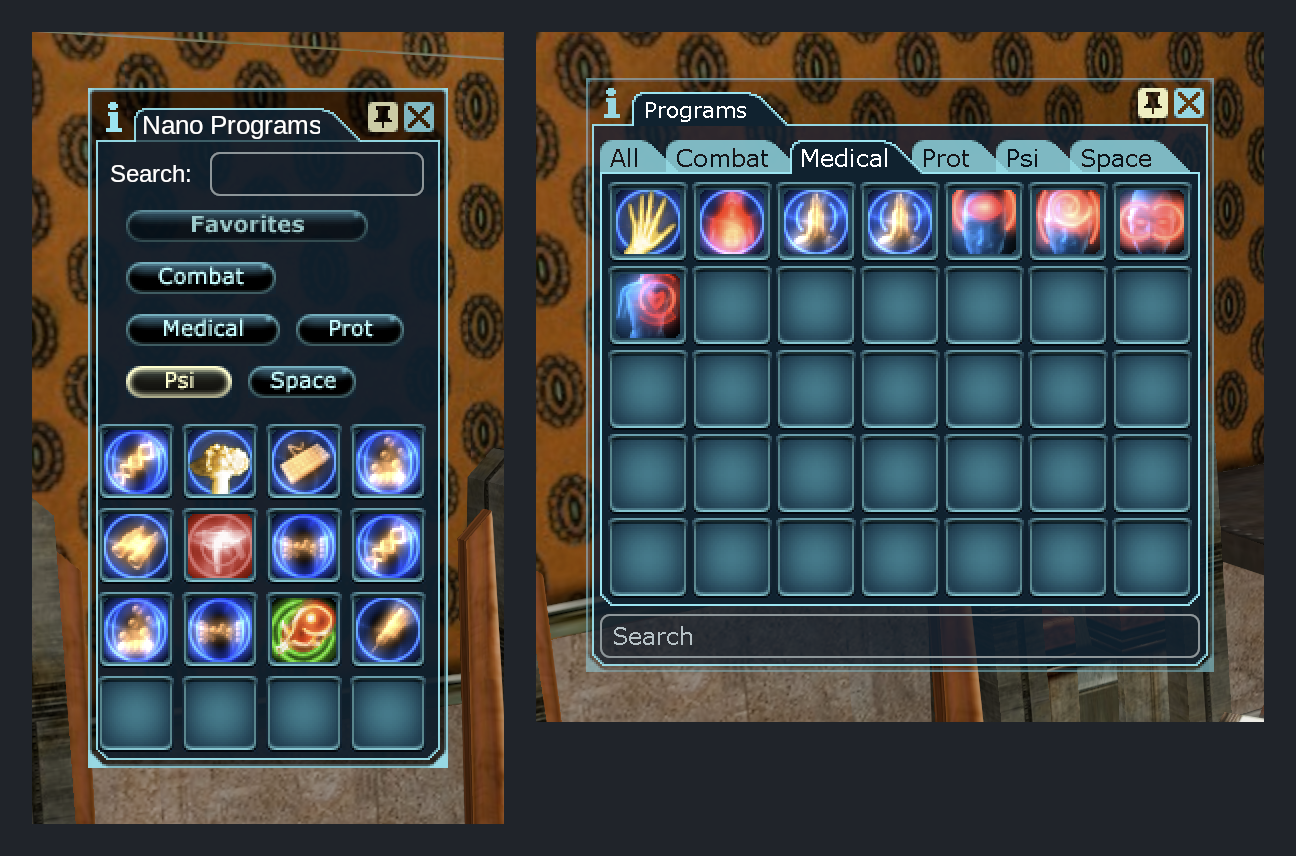 Nano Programs
Search:
Favorites
Combat
Medical Prot
Psi Space
Programs
All Combat Medical Prot Psi Space
Search